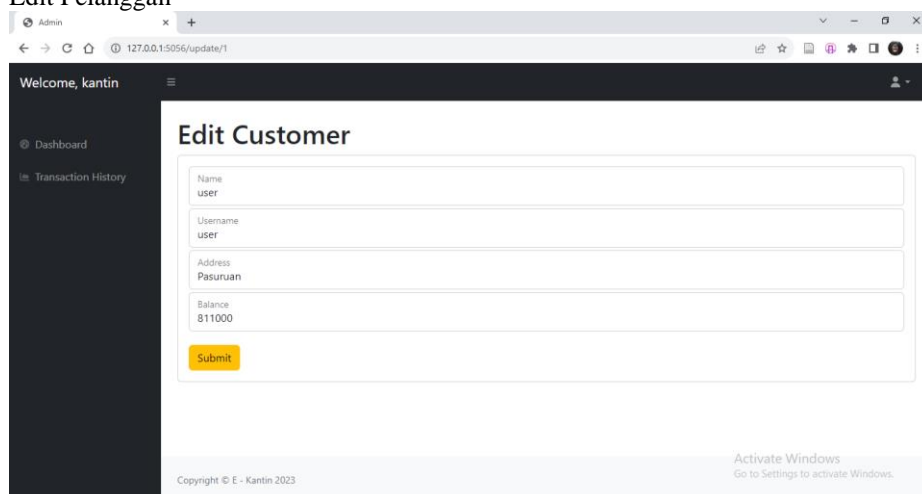 Edit Pelanggan
Admin
127.0.0.1:5056/update/1
Welcome, kantin
Dashboard
Transaction History
Edit Customer
Name
user
Username
user
Address
Pasuruan
Balance
811000
Submit
Activate Windows
Go to Settings to activate Windows.
Copyright © E - Kantin 2023